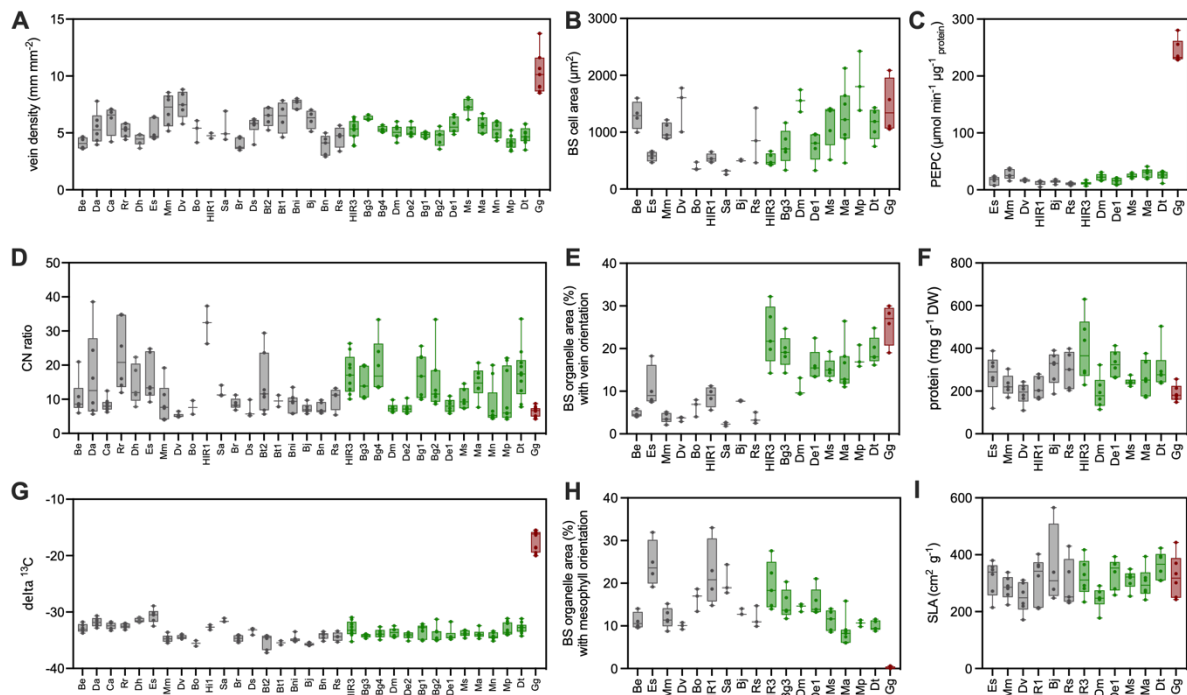 A
vein density (mm mm⁻²)
15
10
5
0
Be Da Ca Rr Dh Es Mm Dv Bo HIR1 Sa Br Ds Bt2 Bt1 Bni Bj Bn Rs HIR3 Bg3 Bg4 Dm De2 Bg1 Bg2 De1 Ms Ma Mn Mp Dt Gg
B
BS cell area (µm²)
3000
2000
1000
0
Be Es Mm Dv Bo HIR1 Sa Bj Rs HIR3 Bg3 Dm De1 Ms Ma Mp Dt Gg
C
PEPC (µmol min⁻¹ µg⁻¹ protein)
300
200
100
50
0
Es Mm Dv HIR1 Bj Rs HIR3 Dm De1 Ms Ma Dt Gg
D
CN ratio
50
40
30
20
10
0
Be Da Ca Rr Dh Es Mm Dv Bo HIR1 Sa Br Ds Bt2 Bt1 Bni Bj Bn Rs HIR3 Bg3 Bg4 Dm De2 Bg1 Bg2 De1 Ms Ma Mn Mp Dt Gg
E
BS organelle area (%)
with vein orientation
40
30
20
10
0
Be Es Mm Dv Bo HIR1 Sa Bj Rs HIR3 Bg3 Dm De1 Ms Ma Mp Dt Gg
F
protein (mg g⁻¹ DW)
800
600
400
200
0
Es Mm Dv HIR1 Bj Rs HIR3 Dm De1 Ms Ma Dt Gg
G
delta ¹³C
-10
-20
-30
-40
Be Da Ca Rr Dh Es Mm Dv Bo Hi1 Sa Br Ds Bt2 Bt1 Bni Bj Bn Rs HIR3 Bg3 Bg4 Dm De2 Bg1 Bg2 De1 Ms Ma Mn Mp Dt Gg
H
BS organelle area (%)
with mesophyll orientation
40
30
20
10
0
Be Es Mm Dv Bo R1 Sa Bj Rs R3 Bg3 Dm De1 Ms Ma Mp Dt Gg
I
SLA (cm² g⁻¹)
600
400
200
0
Es Mm Dv HIR1 Bj Rs HIR3 Dm De1 Ms Ma Dt Gg